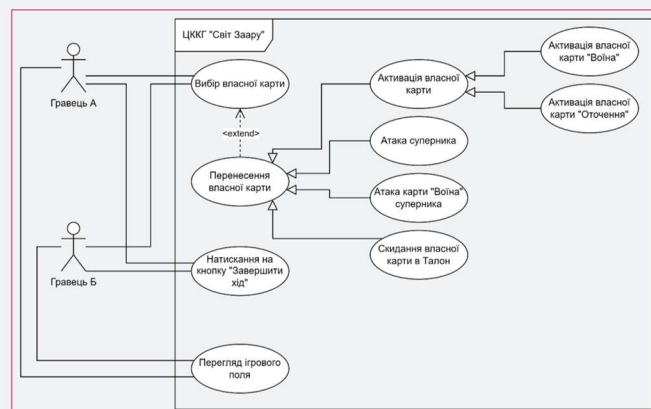 ЦККГ "Світ Заару"
Гравець А
Вибір власної карти
<extend>
Перенесення
власної карти
Активація власної
карти
Активація власної
карти "Воїна"
Активація власної
карти "Оточення"
Атака суперника
Атака карти "Воїна"
суперника
Скидання власної
карти в Талон
Гравець Б
Натискання на
кнопку "Завершити
хід"
Перегляд ігрового
поля